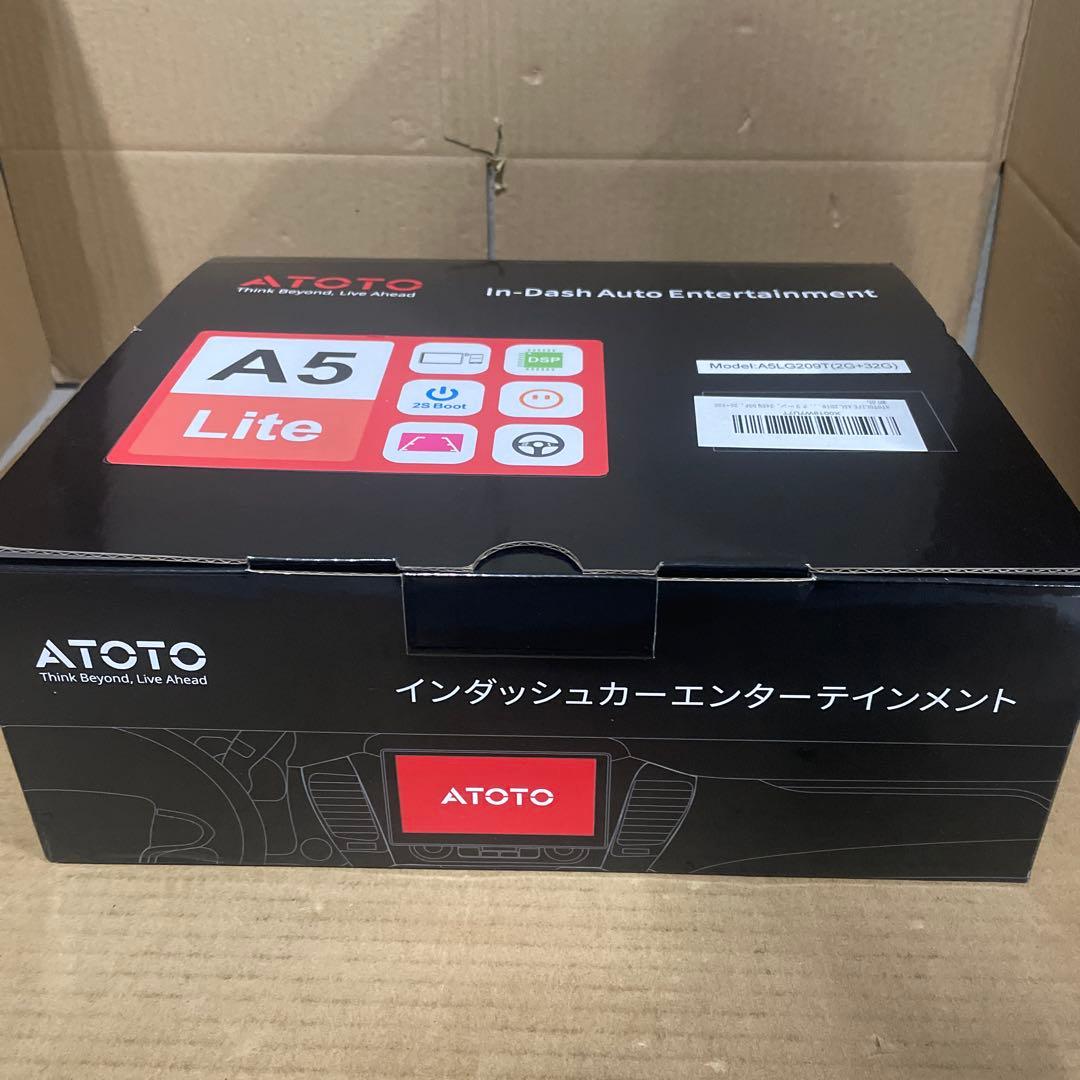 ATOTO
Think Beyond, Live Ahead
In-Dash Auto Entertainment
A5
Lite
DSP
2S Boot
Model:A5LG209T(2G+32G)
ATOTO
Think Beyond, Live Ahead
インダッシュカーエンターテインメント
ATOTO